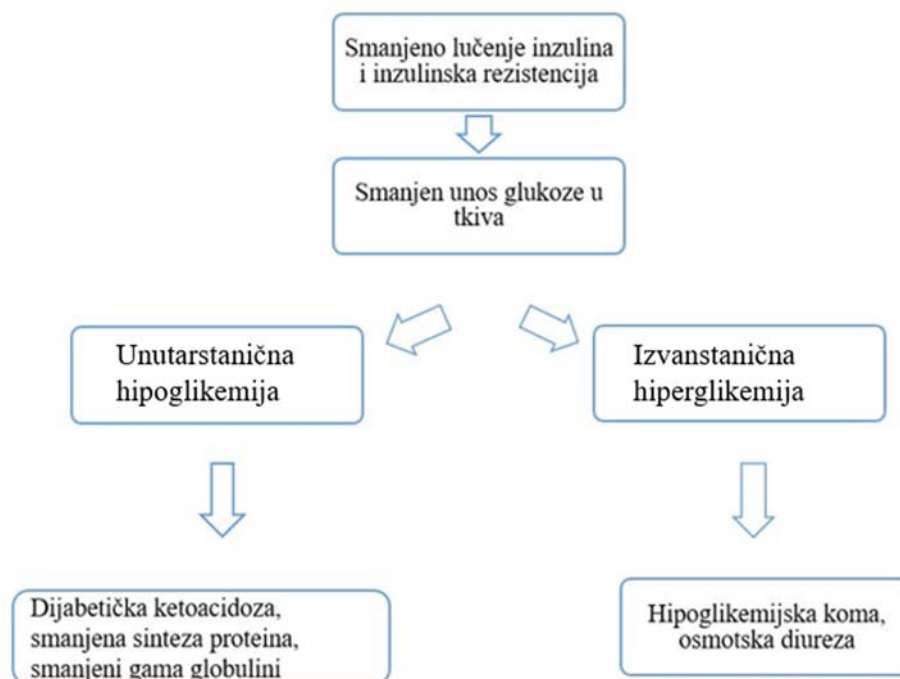 Smanjeno lučenje inzulina
i inzulinska rezistencija
Smanjen unos glukoze u
tkiva
Unutarstanična
hipoglikemija
Izvanstanična
hiperglikemija
Dijabetička ketoacidoza,
smanjena sinteza proteina,
smanjeni gama globulini
Hipoglikemijska koma,
osmotska diureza